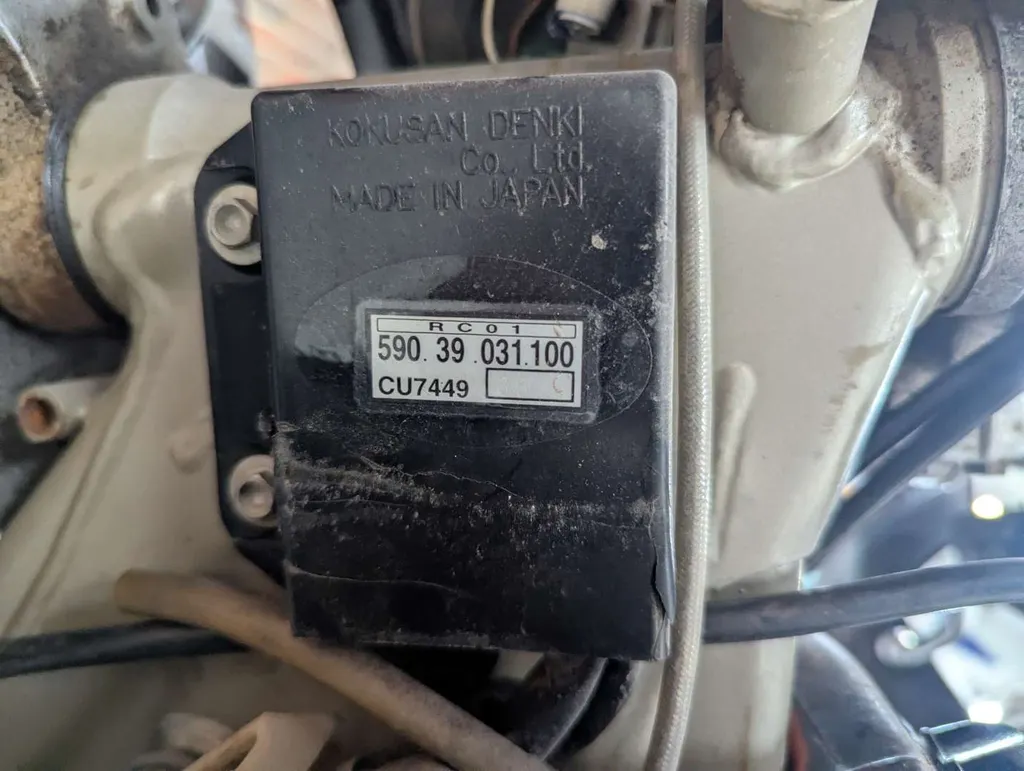 KOKUSAN DENKI
Co., Ltd.
MADE IN JAPAN
RC01
590.39.031.100
CU7449